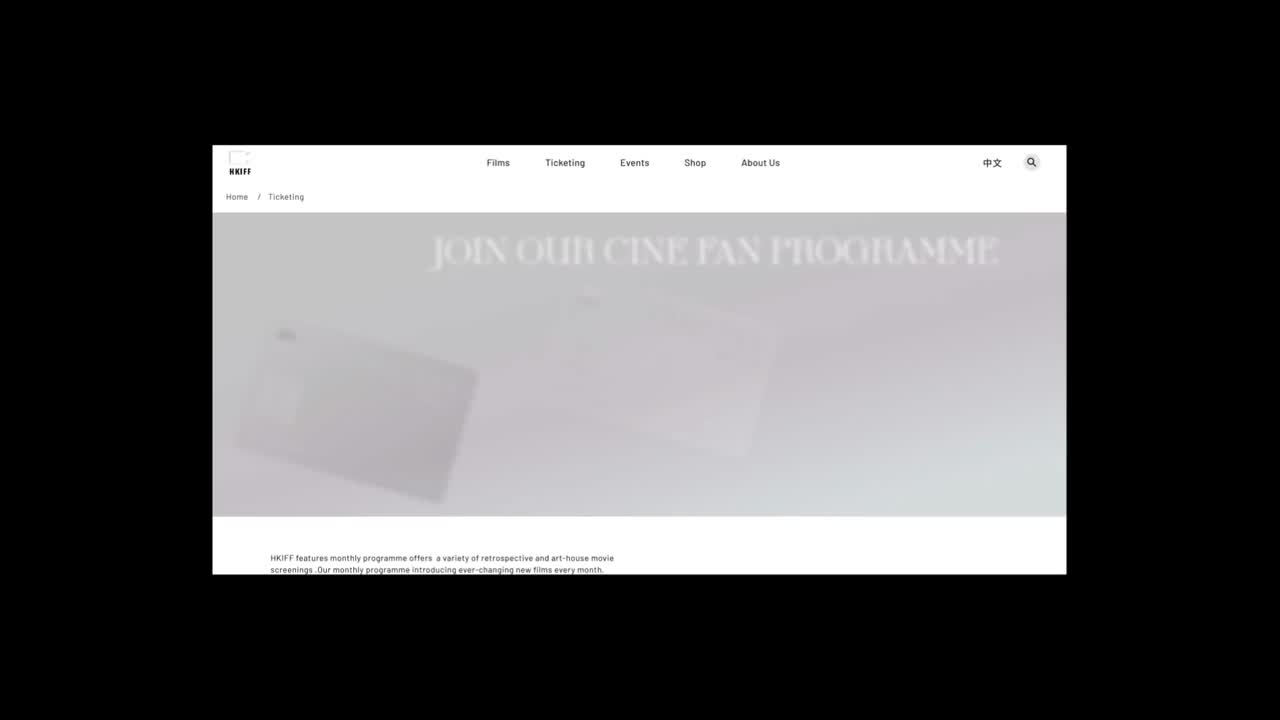 HKIFF
Films
Ticketing
Events
Shop
About Us
中文
Home / Ticketing
JOIN OUR CINE FAN PROGRAMME
HKIFF features monthly programme offers a variety of retrospective and art-house movie
screenings .Our monthly programme introducing ever-changing new films every month.